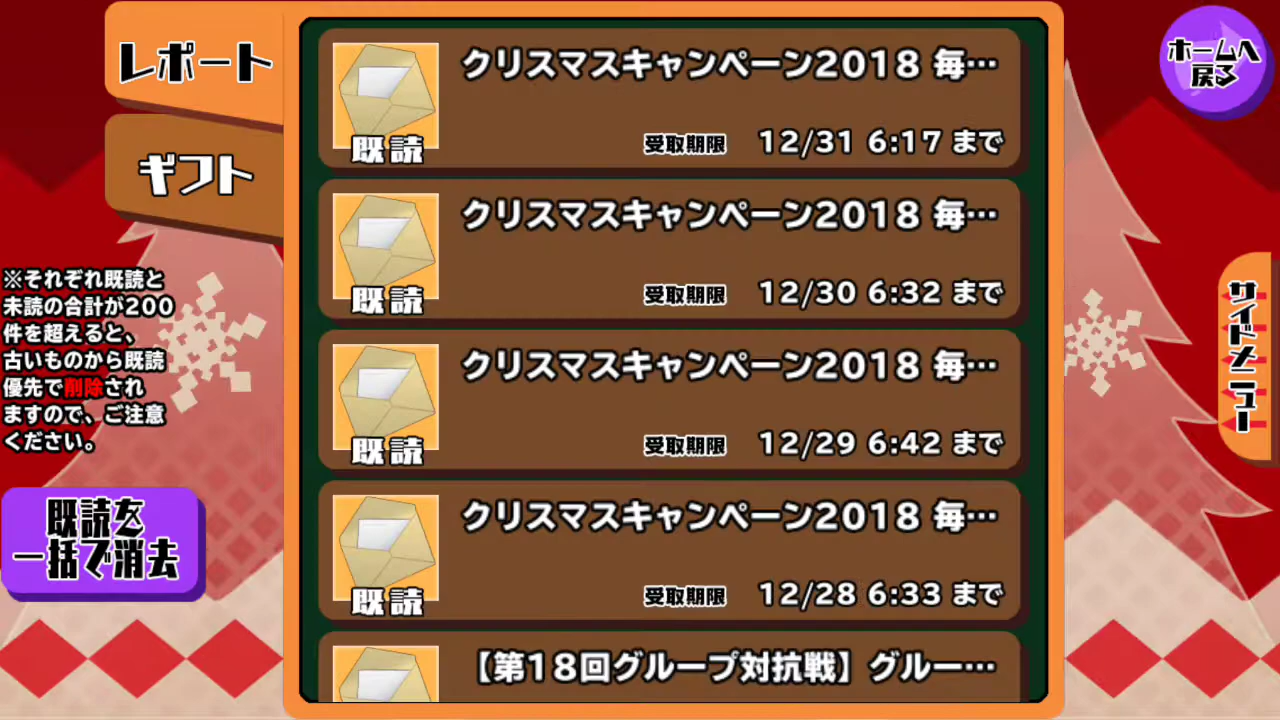 レポート
ギフト
※それぞれ既読と
未読の合計が200
件を超えると、
古いものから既読
優先で削除され
ますので、ご注意
ください。
既読を
一括で消去
クリスマスキャンペーン2018 毎…
既読
受取期限 12/31 6:17 まで
クリスマスキャンペーン2018 毎…
既読
受取期限 12/30 6:32 まで
クリスマスキャンペーン2018 毎…
既読
受取期限 12/29 6:42 まで
クリスマスキャンペーン2018 毎…
既読
受取期限 12/28 6:33 まで
【第18回グループ対抗戦】グルー…
ホームへ
戻る
サイドメニュー